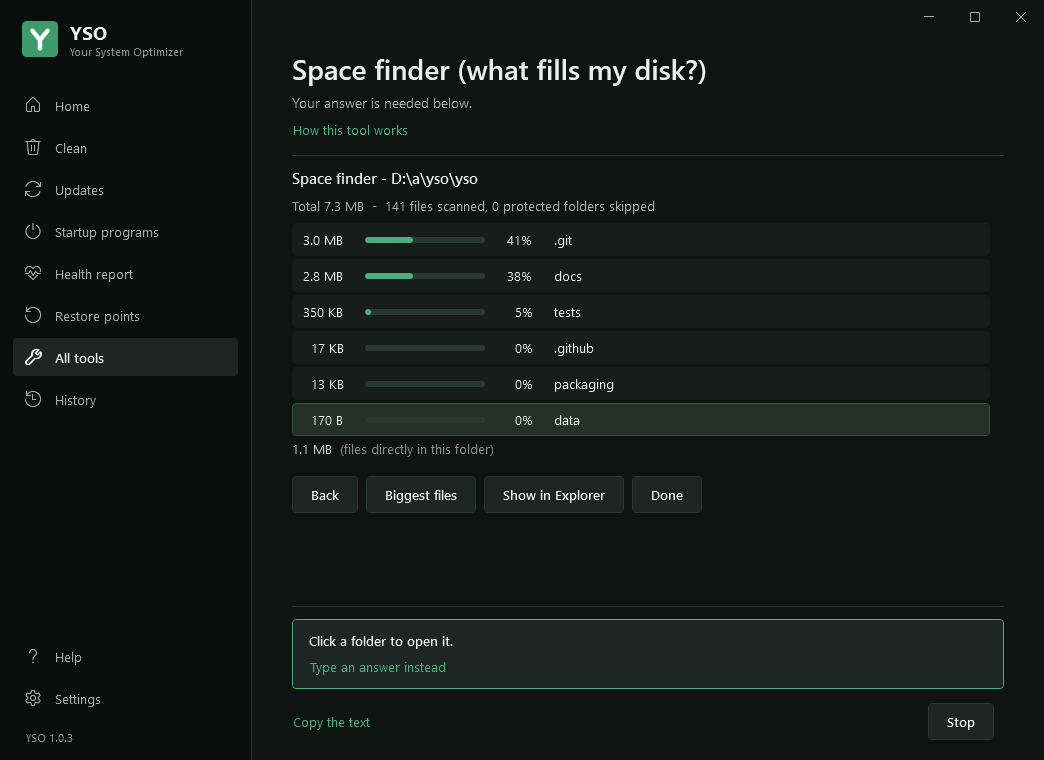 YSO
Your System Optimizer
Home
Clean
Updates
Startup programs
Health report
Restore points
All tools
History
Help
Settings
YSO 1.0.3
Space finder (what fills my disk?)
Your answer is needed below.
How this tool works
Space finder - D:\a\yso\yso
Total 7.3 MB - 141 files scanned, 0 protected folders skipped
3.0 MB 41% .git
2.8 MB 38% docs
350 KB 5% tests
17 KB 0% .github
13 KB 0% packaging
170 B 0% data
1.1 MB (files directly in this folder)
Back Biggest files Show in Explorer Done
Click a folder to open it.
Type an answer instead
Copy the text
Stop